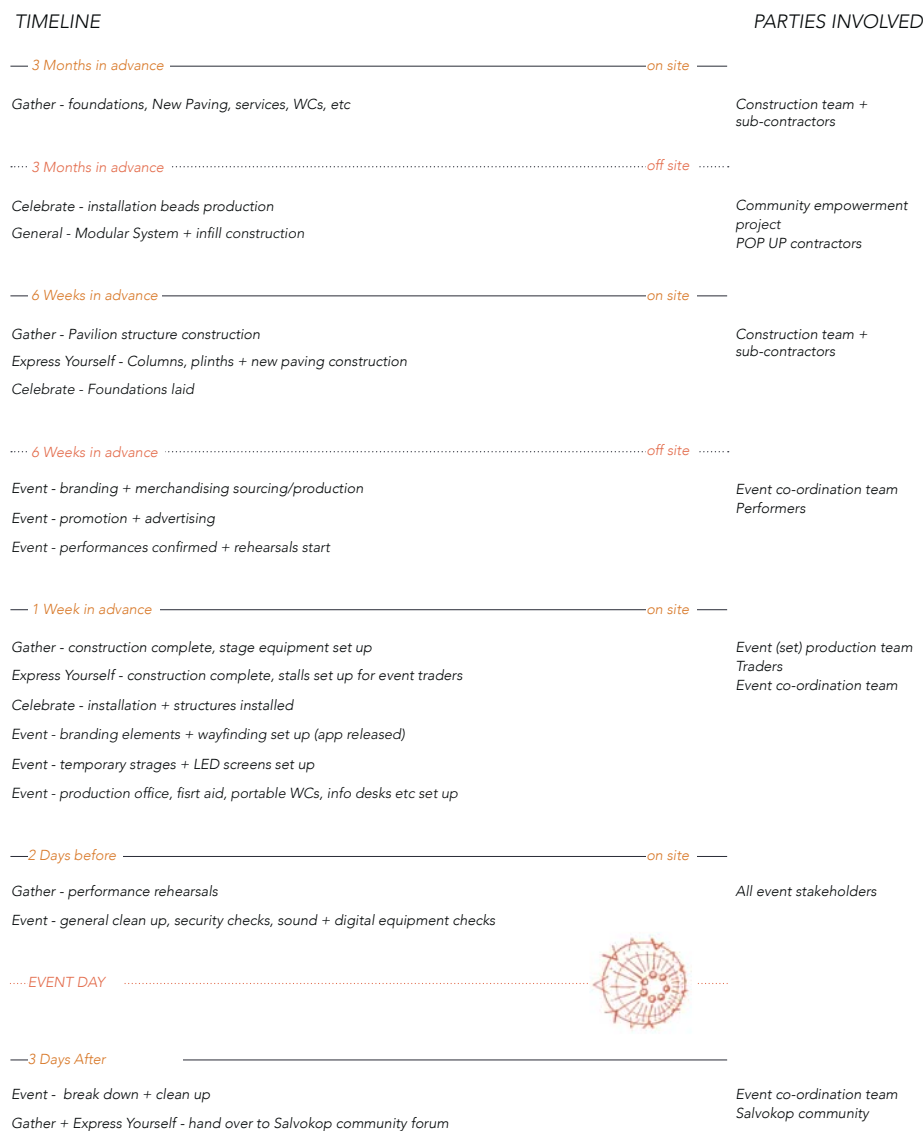 TIMELINE
PARTIES INVOLVED
3 Months in advance
on site
Gather - foundations, New Paving, services, WCs, etc
Construction team +
sub-contractors
3 Months in advance
off site
Celebrate - installation beads production
General - Modular System + infill construction
Community empowerment
project
POP UP contractors
6 Weeks in advance
on site
Gather - Pavilion structure construction
Express Yourself - Columns, plinths + new paving construction
Celebrate - Foundations laid
Construction team +
sub-contractors
6 Weeks in advance
off site
Event - branding + merchandising sourcing/production
Event - promotion + advertising
Event - performances confirmed + rehearsals start
Event co-ordination team
Performers
1 Week in advance
on site
Gather - construction complete, stage equipment set up
Express Yourself - construction complete, stalls set up for event traders
Celebrate - installation + structures installed
Event - branding elements + wayfinding set up (app released)
Event - temporary strages + LED screens set up
Event - production office, fisrt aid, portable WCs, info desks etc set up
Event (set) production team
Traders
Event co-ordination team
2 Days before
on site
Gather - performance rehearsals
Event - general clean up, security checks, sound + digital equipment checks
All event stakeholders
EVENT DAY
3 Days After
Event - break down + clean up
Gather + Express Yourself - hand over to Salvokop community forum
Event co-ordination team
Salvokop community